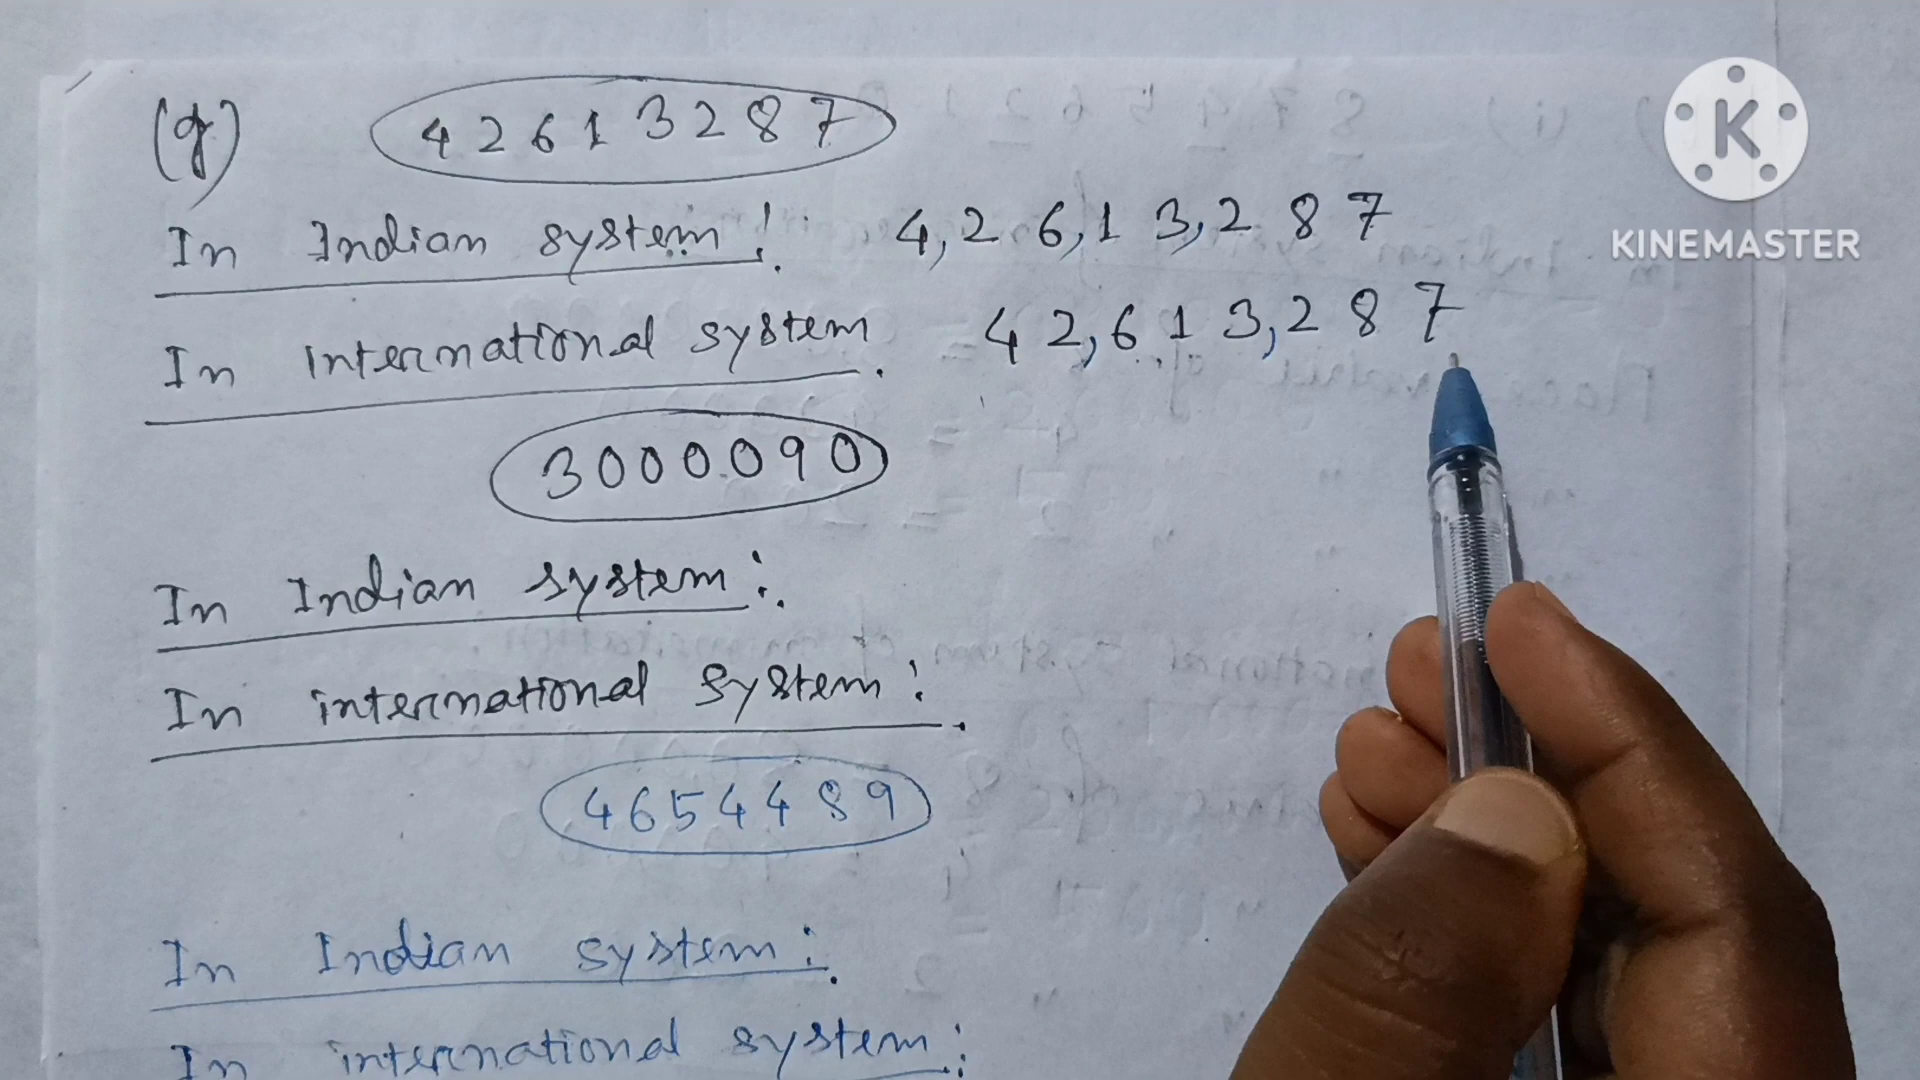 (g) 42613287
In Indian system: 4,26,13,287
In international system. 42,613,287
3000090
In Indian system:
In international system:
4654489
In Indian system:
In international system:
K
KINEMASTER